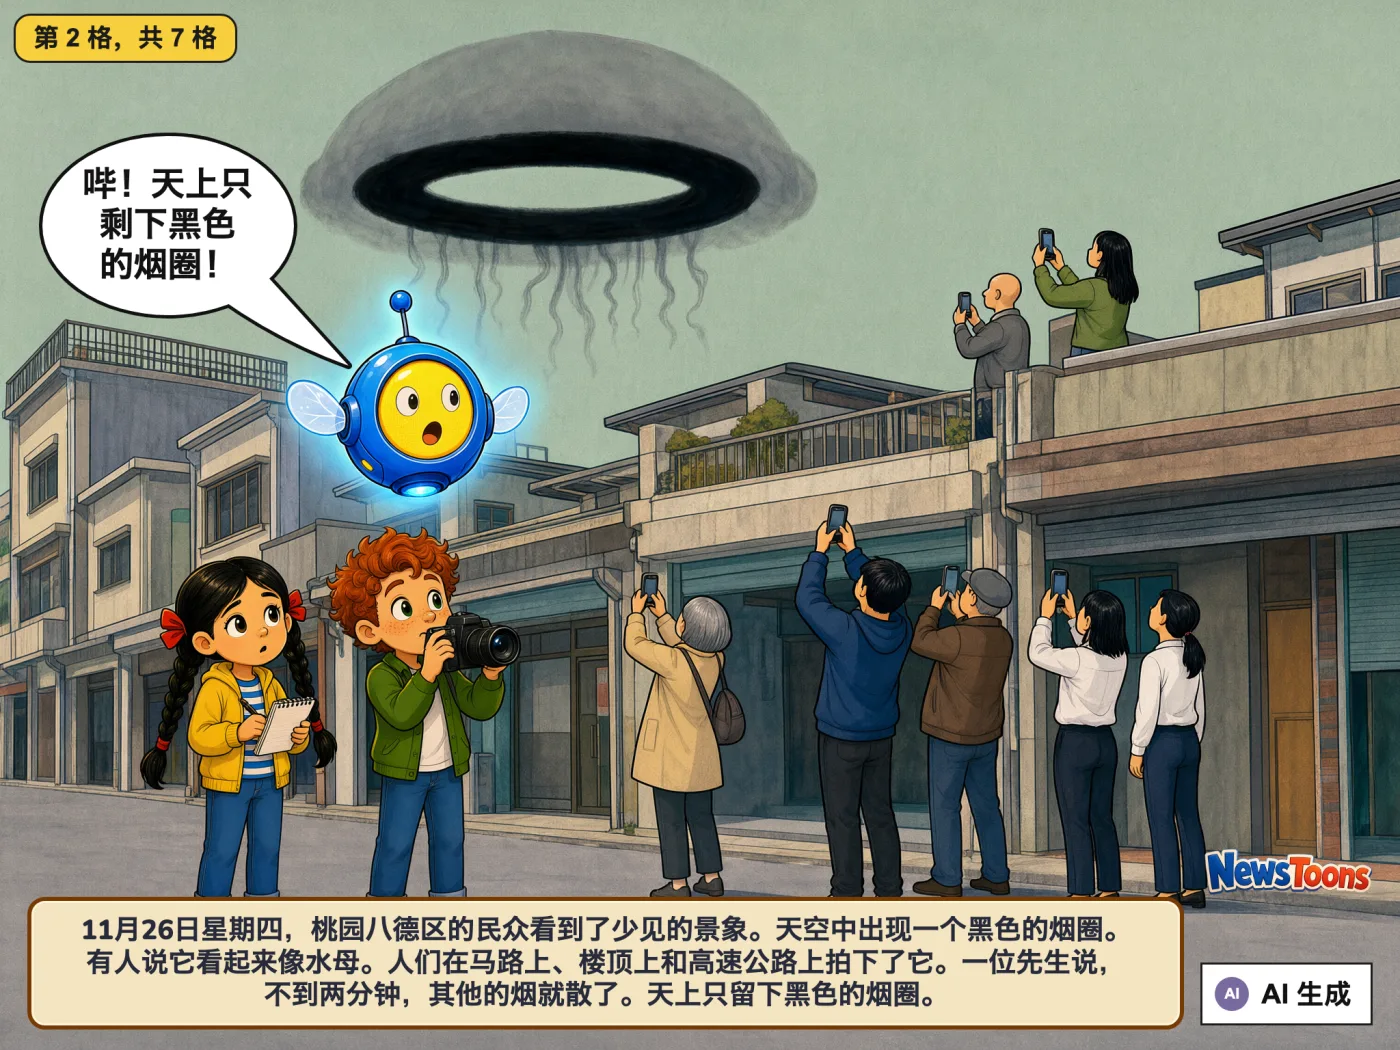 第 2 格，共 7 格
哔！天上只
剩下黑色
的烟圈！
NewsToons
11月26日星期四，桃园八德区的民众看到了少见的景象。天空中出现一个黑色的烟圈。
有人说它看起来像水母。人们在马路上、楼顶上和高速公路上拍下了它。一位先生说，
不到两分钟，其他的烟就散了。天上只留下黑色的烟圈。
AI AI 生成